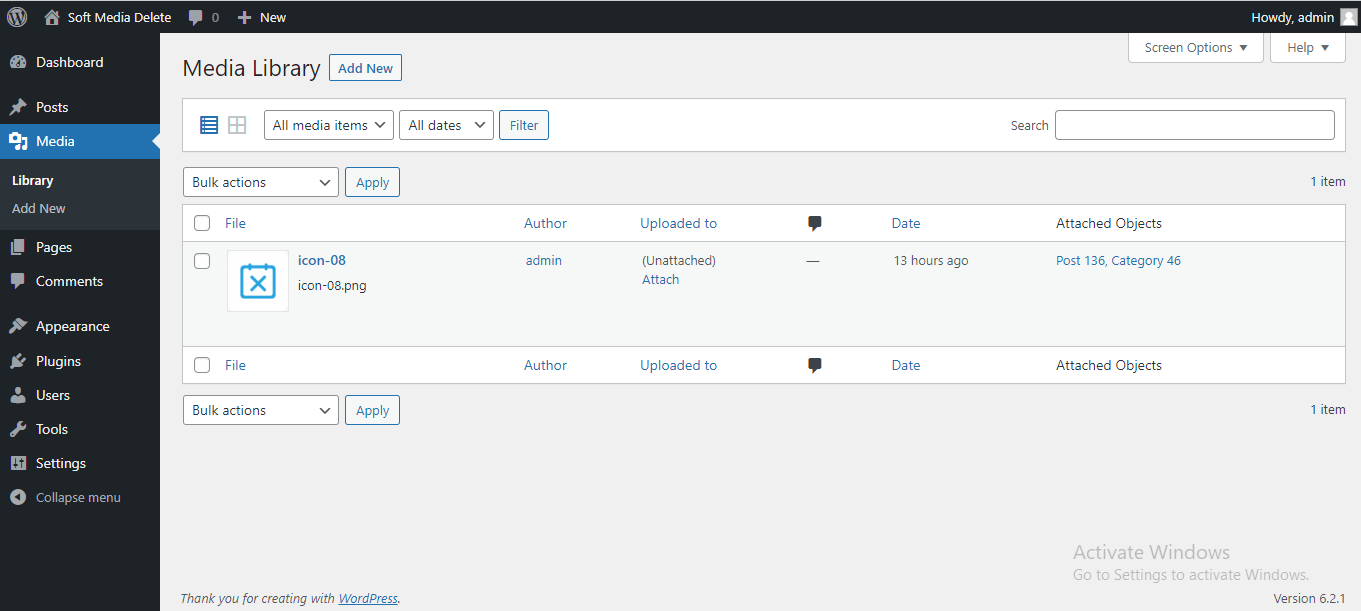 Soft Media Delete 0 New Howdy, admin
Screen Options Help
Dashboard
Posts
Media
Library
Add New
Pages
Comments
Appearance
Plugins
Users
Tools
Settings
Collapse menu
Media Library Add New
All media items All dates Filter Search
Bulk actions Apply 1 item
File Author Uploaded to Date Attached Objects
icon-08 admin (Unattached) — 13 hours ago Post 136, Category 46
icon-08.png Attach
File Author Uploaded to Date Attached Objects
Bulk actions Apply 1 item
Activate Windows
Go to Settings to activate Windows.
Thank you for creating with WordPress. Version 6.2.1